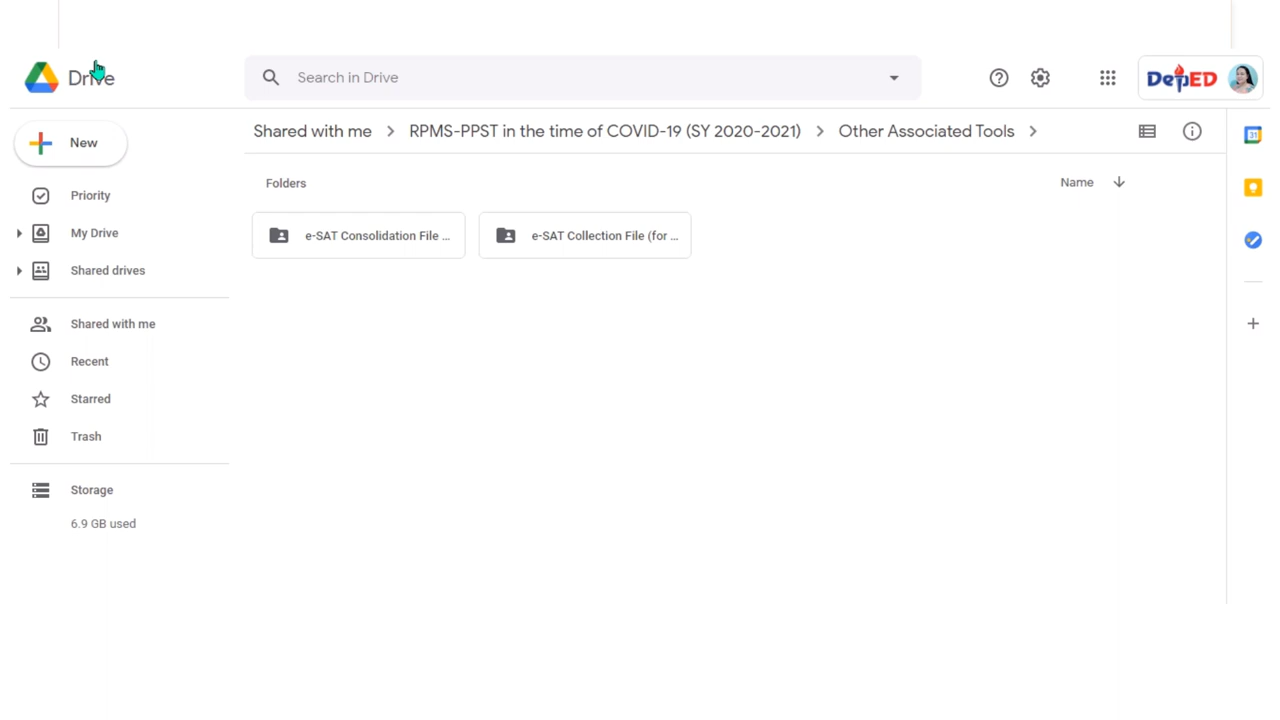 Drive
Search in Drive
DepED
New
Shared with me
RPMS-PPST in the time of COVID-19 (SY 2020-2021)
Other Associated Tools
31
Priority
My Drive
Shared drives
Shared with me
Recent
Starred
Trash
Storage
6.9 GB used
Folders
Name
e-SAT Consolidation File ...
e-SAT Collection File (for ...